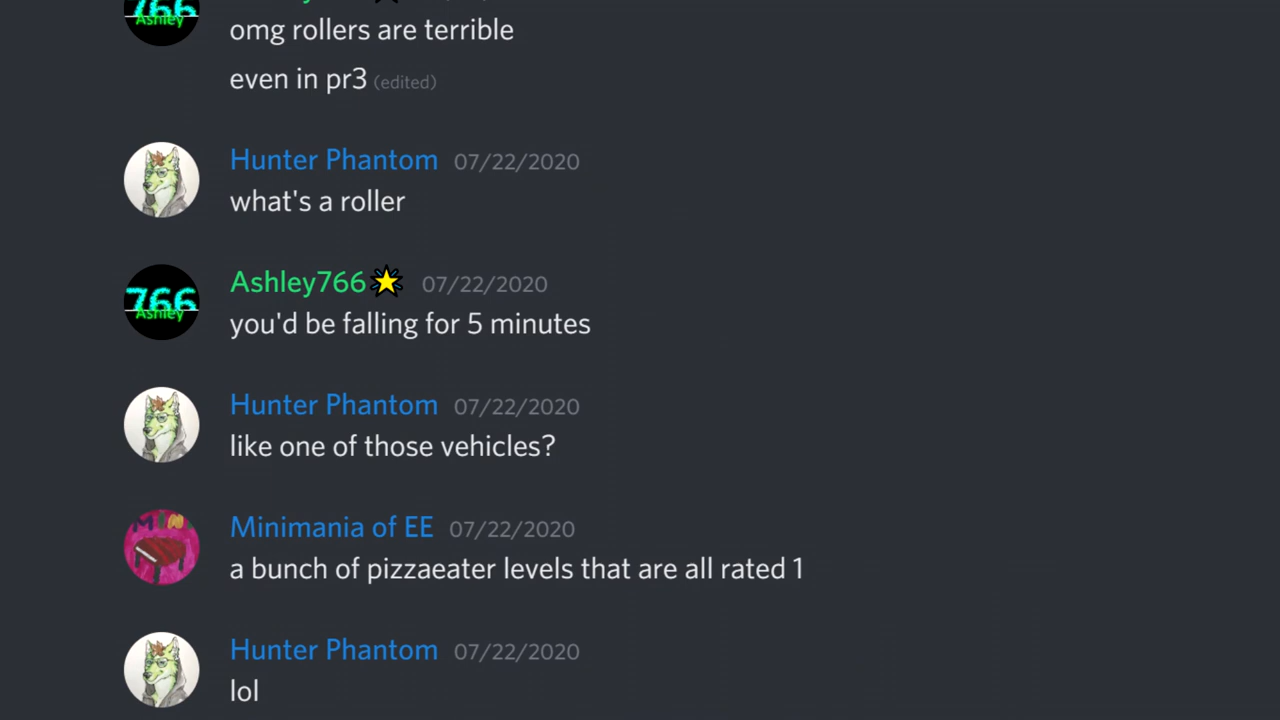 766
Ashley
omg rollers are terrible
even in pr3 (edited)
Hunter Phantom 07/22/2020
what's a roller
Ashley766 07/22/2020
766
Ashley
you'd be falling for 5 minutes
Hunter Phantom 07/22/2020
like one of those vehicles?
Minimania of EE 07/22/2020
a bunch of pizzaeater levels that are all rated 1
Hunter Phantom 07/22/2020
lol